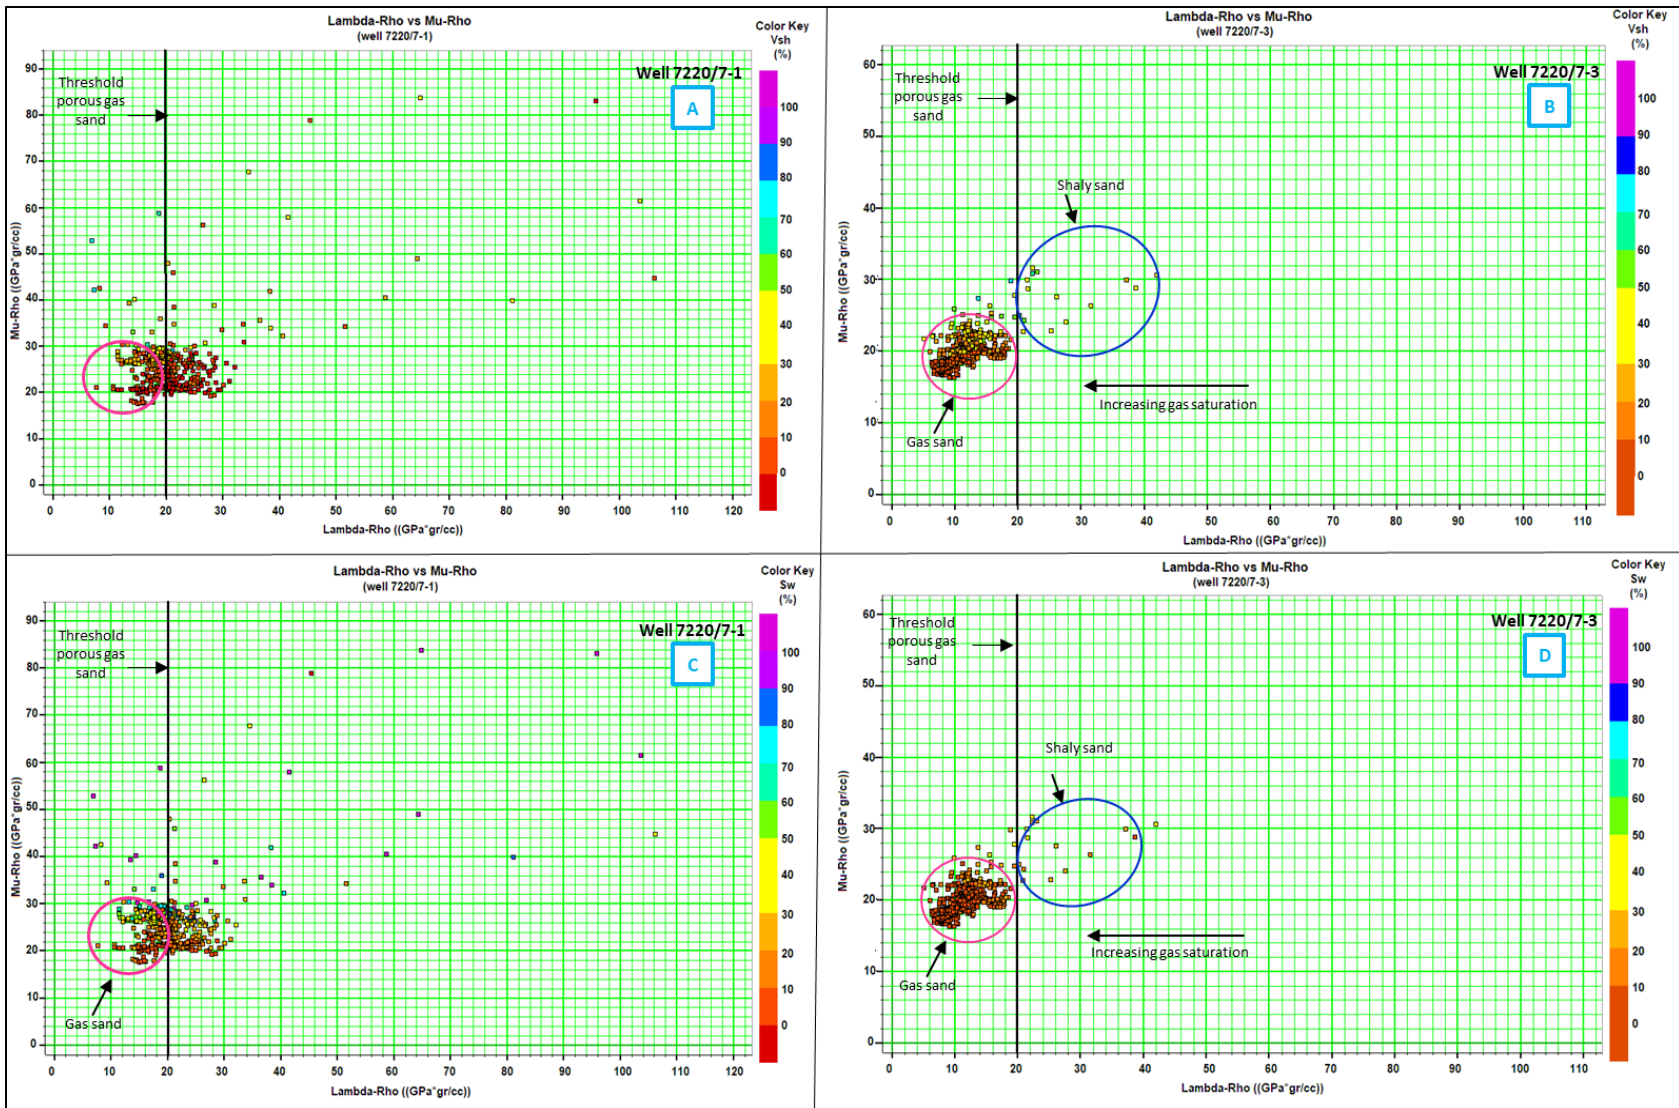 Lambda-Rho vs Mu-Rho
(well 7220/7-1)
Color Key
Vsh
(%)
Well 7220/7-1
A
Threshold
porous gas
sand
90
80
70
60
50
40
30
20
10
0
Mu-Rho ((GPa*gr/cc))
0 10 20 30 40 50 60 70 80 90 100 110 120
Lambda-Rho ((GPa*gr/cc))
100
90
80
70
60
50
40
30
20
10
0
Lambda-Rho vs Mu-Rho
(well 7220/7-3)
Color Key
Vsh
(%)
Well 7220/7-3
B
Threshold
porous gas
sand
Shaly sand
Increasing gas saturation
Gas sand
60
50
40
30
20
10
0
Mu-Rho ((GPa*gr/cc))
0 10 20 30 40 50 60 70 80 90 100 110
Lambda-Rho ((GPa*gr/cc))
100
90
80
70
60
50
40
30
20
10
0
Lambda-Rho vs Mu-Rho
(well 7220/7-1)
Color Key
Sw
(%)
Well 7220/7-1
C
Threshold
porous gas
sand
Gas sand
90
80
70
60
50
40
30
20
10
0
Mu-Rho ((GPa*gr/cc))
0 10 20 30 40 50 60 70 80 90 100 110 120
Lambda-Rho ((GPa*gr/cc))
100
90
80
70
60
50
40
30
20
10
0
Lambda-Rho vs Mu-Rho
(well 7220/7-3)
Color Key
Sw
(%)
Well 7220/7-3
D
Threshold
porous gas
sand
Shaly sand
Increasing gas saturation
Gas sand
60
50
40
30
20
10
0
Mu-Rho ((GPa*gr/cc))
0 10 20 30 40 50 60 70 80 90 100 110
Lambda-Rho ((GPa*gr/cc))
100
90
80
70
60
50
40
30
20
10
0